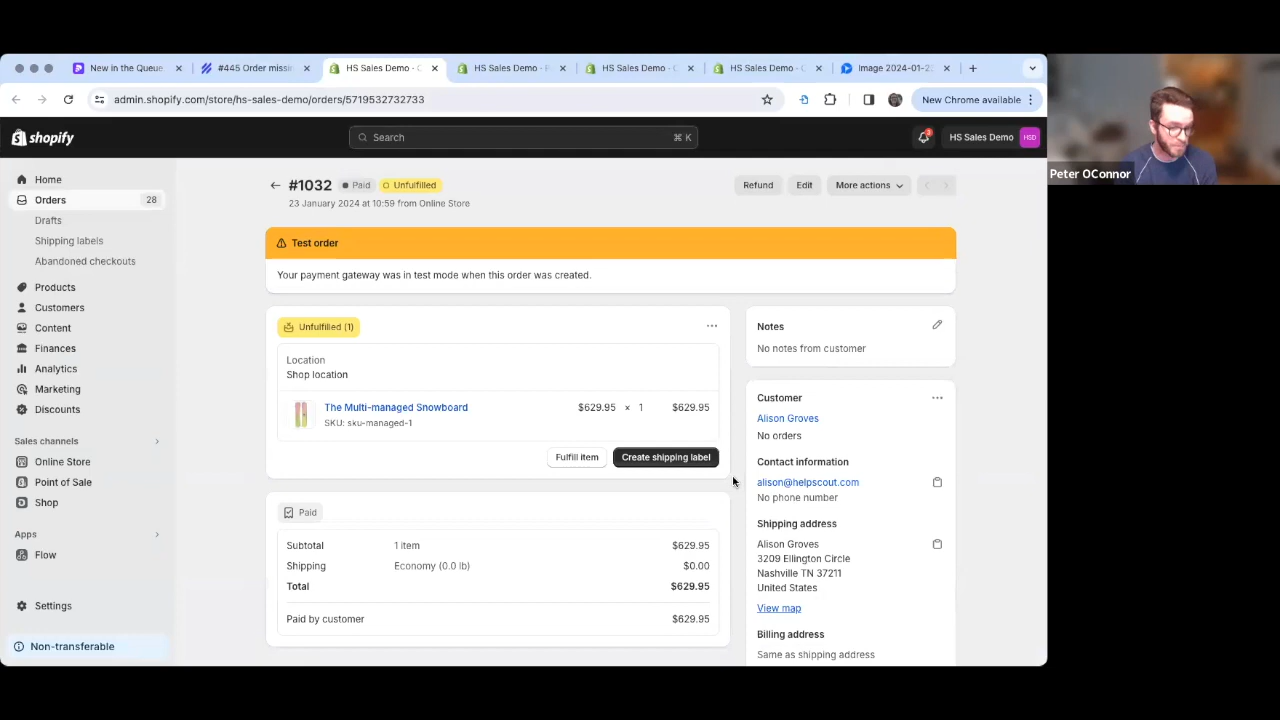 New in the Queue
#445 Order missin
HS Sales Demo - C
HS Sales Demo -
HS Sales Demo - C
HS Sales Demo - C
Image 2024-01-2
admin.shopify.com/store/hs-sales-demo/orders/5719532732733
New Chrome available
shopify
Search
⌘ K
HS Sales Demo
HSD
Peter OConnor
Home
Orders
28
Drafts
Shipping labels
Abandoned checkouts
Products
Customers
Content
Finances
Analytics
Marketing
Discounts
Sales channels
Online Store
Point of Sale
Shop
Apps
Flow
Settings
Non-transferable
#1032
Paid
Unfulfilled
Refund
Edit
More actions
23 January 2024 at 10:59 from Online Store
Test order
Your payment gateway was in test mode when this order was created.
Unfulfilled (1)
Location
Shop location
The Multi-managed Snowboard $629.95 × 1 $629.95
SKU: sku-managed-1
Fulfill item
Create shipping label
Paid
Subtotal 1 item $629.95
Shipping Economy (0.0 lb) $0.00
Total $629.95
Paid by customer $629.95
Notes
No notes from customer
Customer
Alison Groves
No orders
Contact information
alison@helpscout.com
No phone number
Shipping address
Alison Groves
3209 Ellington Circle
Nashville TN 37211
United States
View map
Billing address
Same as shipping address